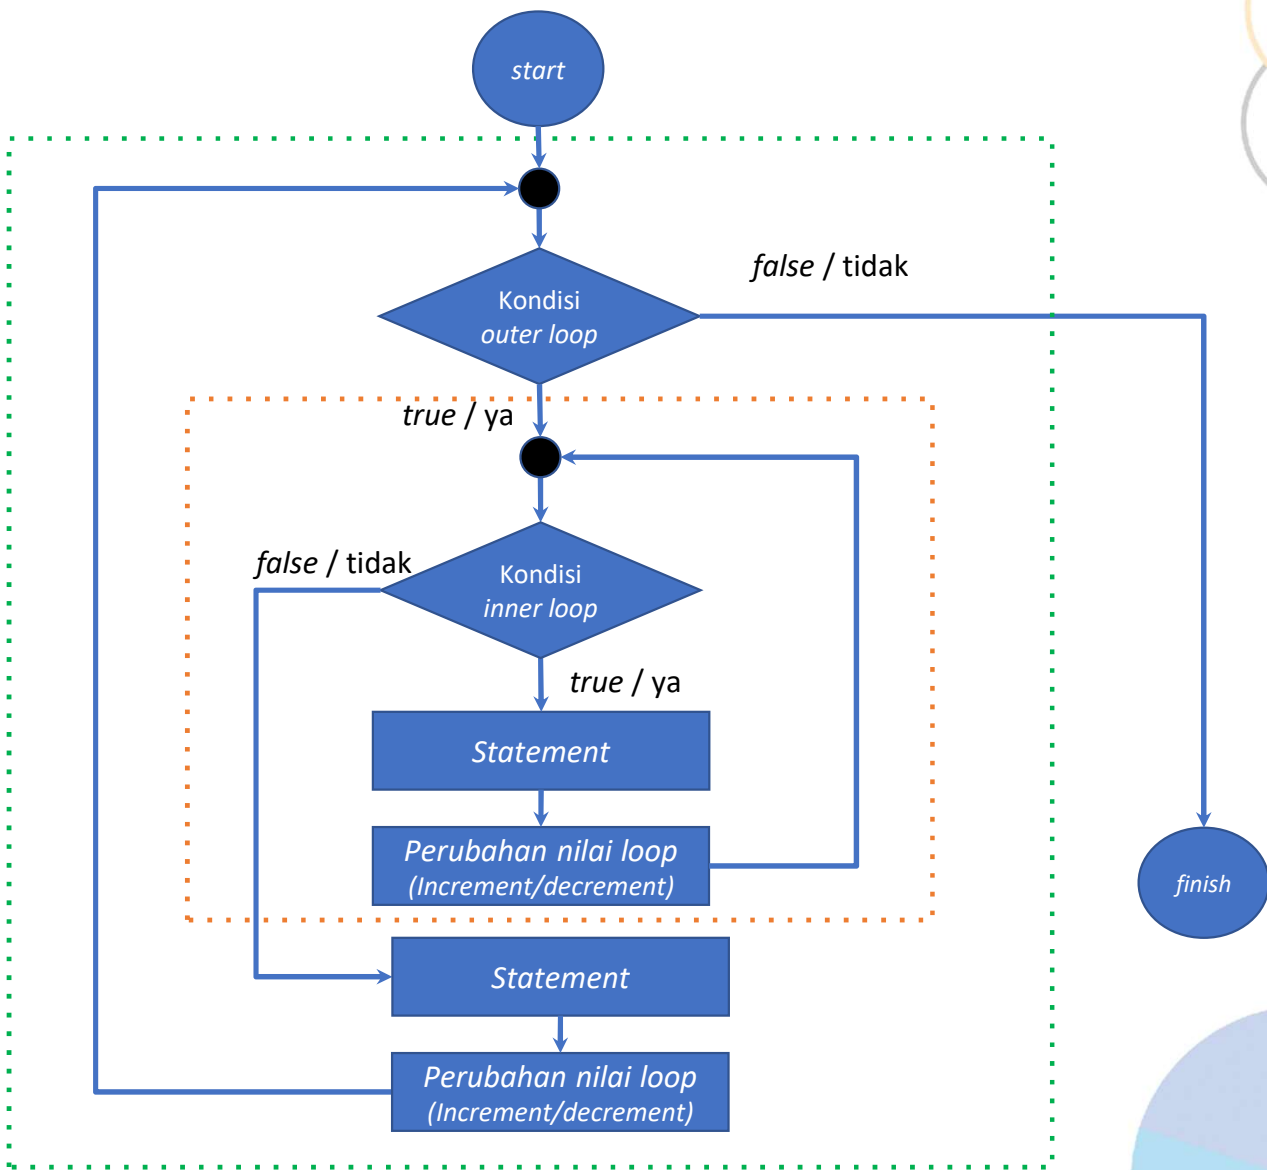 start
false / tidak
Kondisi
outer loop
true / ya
false / tidak
Kondisi
inner loop
true / ya
Statement
Perubahan nilai loop
(Increment/decrement)
finish
Statement
Perubahan nilai loop
(Increment/decrement)